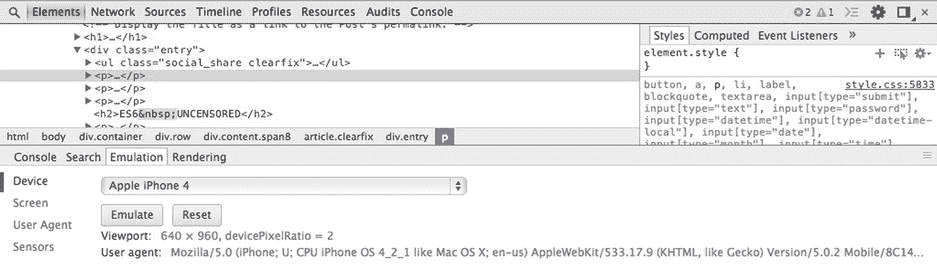 Elements Network Sources Timeline Profiles Resources Audits Console 2 1
<!-- Display the Title as a link to the Post's permalink. -->
<h1>…</h1>
<div class="entry">
<ul class="social_share clearfix">…</ul>
<p>…</p>
<p>…</p>
<p>…</p>
<h2>ES6&nbsp;UNCENSORED</h2>
<p>…</p>
html body div.container div.row div.content.span8 article.clearfix div.entry p
Styles Computed Event Listeners »
element.style {
}
style.css:5833
button, a, p, li, label,
blockquote, textarea, input[type="submit"],
input[type="text"], input[type="password"],
input[type="datetime"], input[type="datetime-
local"], input[type="date"],
input[type="month"], input[type="time"],
Console Search Emulation Rendering
Device
Screen
User Agent
Sensors
Apple iPhone 4
Emulate Reset
Viewport: 640 × 960, devicePixelRatio = 2
User agent: Mozilla/5.0 (iPhone; U; CPU iPhone OS 4_2_1 like Mac OS X; en-us) AppleWebKit/533.17.9 (KHTML, like Gecko) Version/5.0.2 Mobile/8C14…